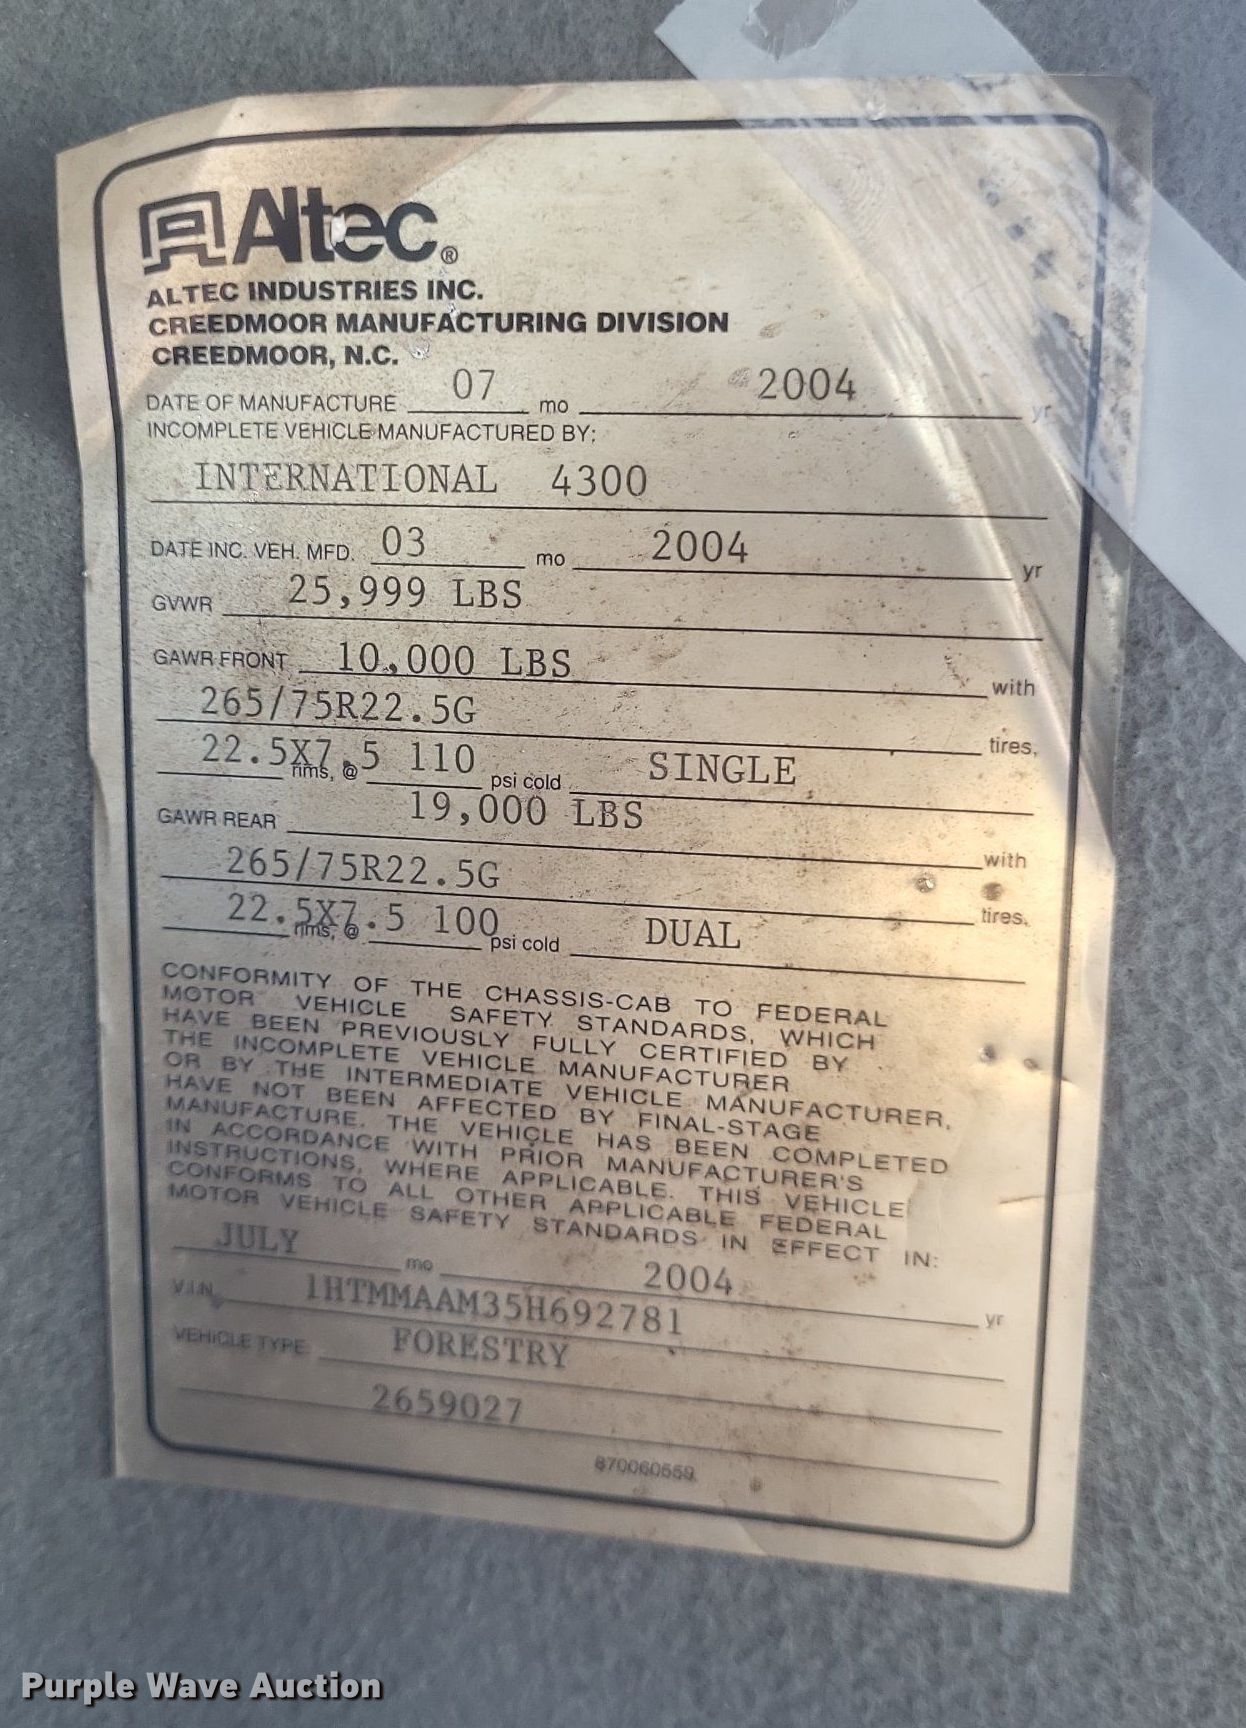 Altec®
ALTEC INDUSTRIES INC.
CREEDMOOR MANUFACTURING DIVISION
CREEDMOOR, N.C.
DATE OF MANUFACTURE 07 mo 2004 yr
INCOMPLETE VEHICLE MANUFACTURED BY:
INTERNATIONAL 4300
DATE INC. VEH. MFD. 03 mo 2004 yr
GVWR 25,999 LBS
GAWR FRONT 10,000 LBS with
265/75R22.5G tires,
22.5X7.5 rims, @ 110 psi cold SINGLE
GAWR REAR 19,000 LBS with
265/75R22.5G tires,
22.5X7.5 rims, @ 100 psi cold DUAL
CONFORMITY OF THE CHASSIS-CAB TO FEDERAL
MOTOR VEHICLE SAFETY STANDARDS, WHICH
HAVE BEEN PREVIOUSLY FULLY CERTIFIED BY
THE INCOMPLETE VEHICLE MANUFACTURER
OR BY THE INTERMEDIATE VEHICLE MANUFACTURER,
HAVE NOT BEEN AFFECTED BY FINAL-STAGE
MANUFACTURE. THE VEHICLE HAS BEEN COMPLETED
IN ACCORDANCE WITH PRIOR MANUFACTURER'S
INSTRUCTIONS, WHERE APPLICABLE. THIS VEHICLE
CONFORMS TO ALL OTHER APPLICABLE FEDERAL
MOTOR VEHICLE SAFETY STANDARDS IN EFFECT IN:
JULY mo 2004 yr
V.I.N. 1HTMMAAM35H692781
VEHICLE TYPE FORESTRY
2659027
870060559
Purple Wave Auction